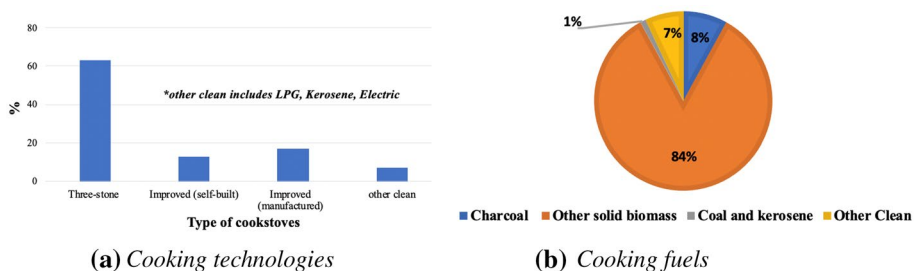 80
60
40
20
0
%
*other clean includes LPG, Kerosene, Electric
Three-stone
Improved (self-built)
Improved
(manufactured)
other clean
Type of cookstoves
(a) Cooking technologies
1%
7%
8%
84%
Charcoal
Other solid biomass
Coal and kerosene
Other Clean
(b) Cooking fuels